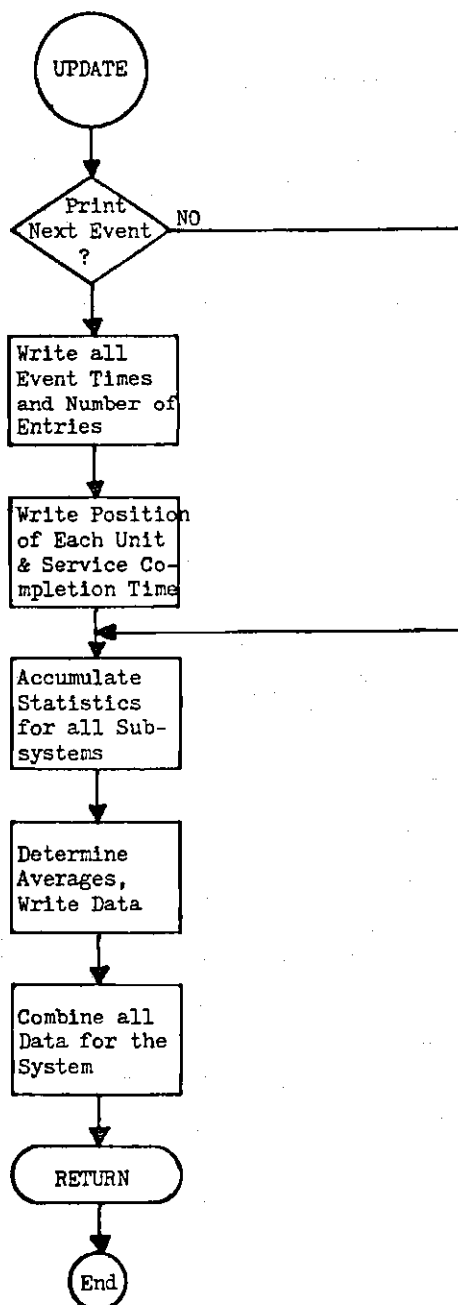 UPDATE
Print
Next Event
?
NO
Write all
Event Times
and Number of
Entries
Write Position
of Each Unit
& Service Co-
mpletion Time
Accumulate
Statistics
for all Sub-
systems
Determine
Averages,
Write Data
Combine all
Data for the
System
RETURN
End